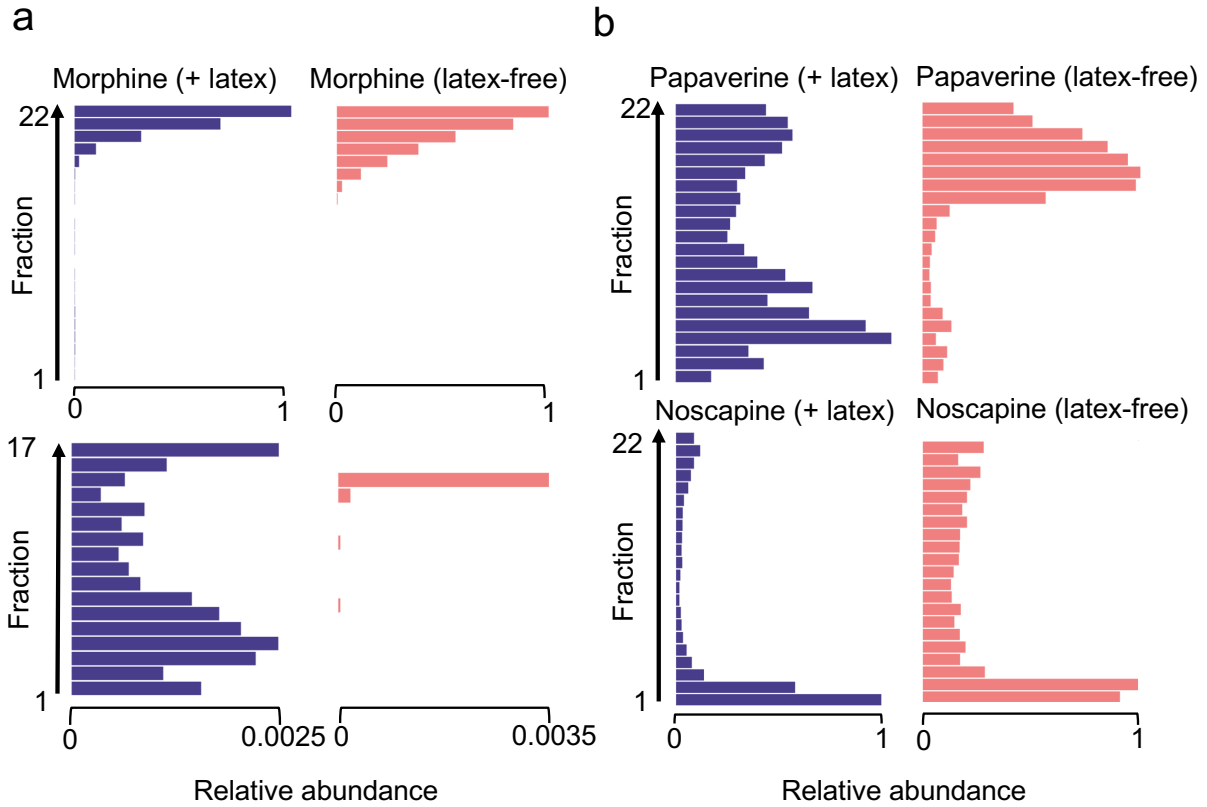 a
Morphine (+ latex)
Morphine (latex-free)
22
Fraction
1
0
1
0
1
17
Fraction
1
0
0.0025
0
0.0035
Relative abundance
b
Papaverine (+ latex)
Papaverine (latex-free)
22
Fraction
1
Noscapine (+ latex)
Noscapine (latex-free)
22
Fraction
1
0
1
0
1
Relative abundance